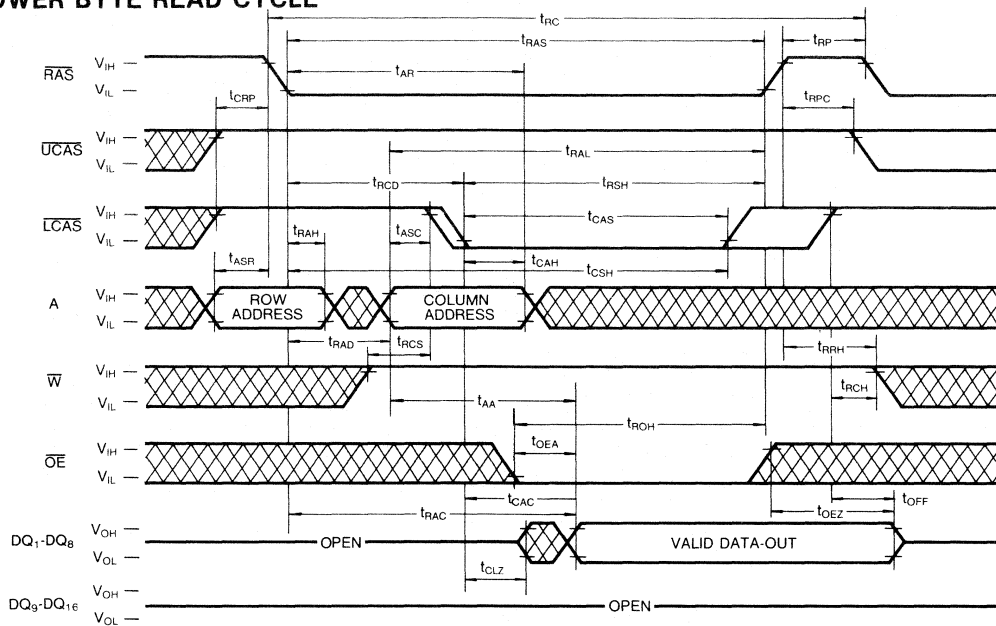 OWER BYTE READ CYCLE
tRC
tRAS
tRP
tAR
RAS
VIH
VIL
tCRP
tRPC
UCAS
VIH
VIL
tRAL
tRCD
tRSH
LCAS
VIH
VIL
tRAH
tASC
tCAS
tASR
tCAH
tCSH
A
VIH
VIL
ROW
ADDRESS
COLUMN
ADDRESS
tRAD
tRCS
tRRH
W
VIH
VIL
tRCH
tAA
tROH
OE
VIH
VIL
tOEA
tCAC
tOFF
tRAC
tOEZ
DQ1-DQ8
VOH
VOL
OPEN
VALID DATA-OUT
tCLZ
DQ9-DQ16
VOH
VOL
OPEN